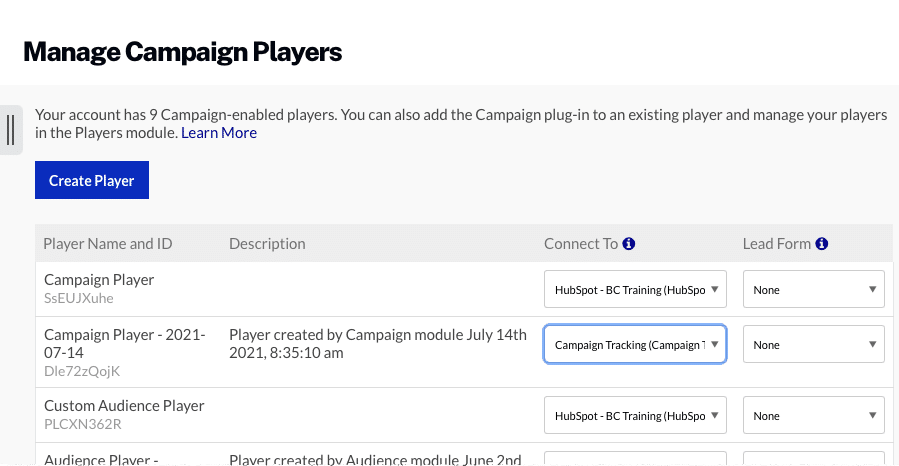 Manage Campaign Players
Your account has 9 Campaign-enabled players. You can also add the Campaign plug-in to an existing player and manage your players
in the Players module. Learn More
Create Player
Player Name and ID Description Connect To Lead Form
Campaign Player
SsEUJXuhe
HubSpot - BC Training (HubSpo
None
Campaign Player - 2021-
07-14
Dle72zQojK
Player created by Campaign module July 14th
2021, 8:35:10 am
Campaign Tracking (Campaign T
None
Custom Audience Player
PLCXN362R
HubSpot - BC Training (HubSpo
None
Audience Player -
Player created by Audience module June 2nd